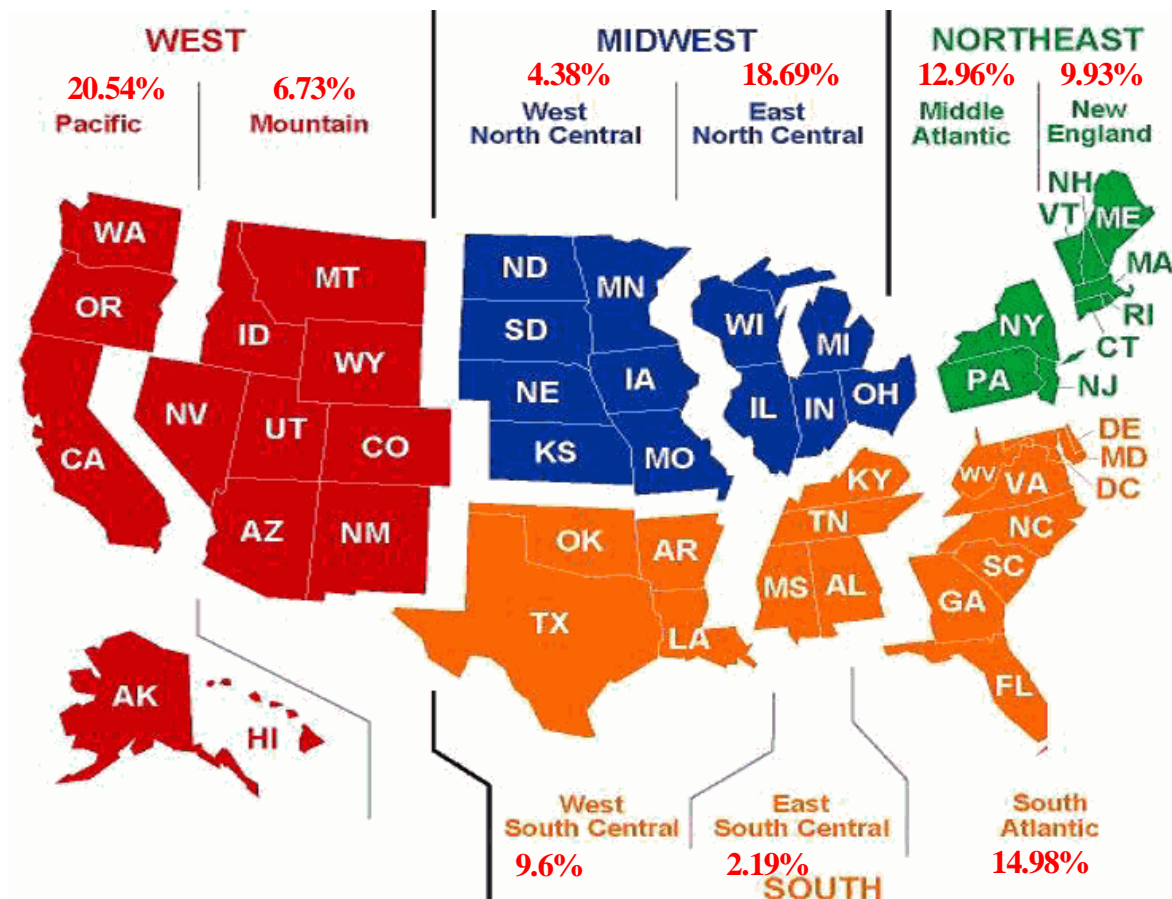 WEST
MIDWEST
NORTHEAST
20.54%
6.73%
4.38%
18.69%
12.96%
9.93%
Pacific
Mountain
West
North Central
East
North Central
Middle
Atlantic
New
England
NH
VT
ME
WA
MT
ND
MN
MA
OR
ID
SD
WI
MI
NY
RI
WY
CT
NE
IA
PA
NJ
NV
UT
CO
IL
IN
OH
CA
KS
MO
DE
MD
DC
KY
WV
VA
AZ
NM
OK
AR
TN
NC
SC
MS
AL
GA
TX
LA
FL
AK
HI
West
South Central
9.6%
East
South Central
2.19%
South
Atlantic
14.98%
SOUTH